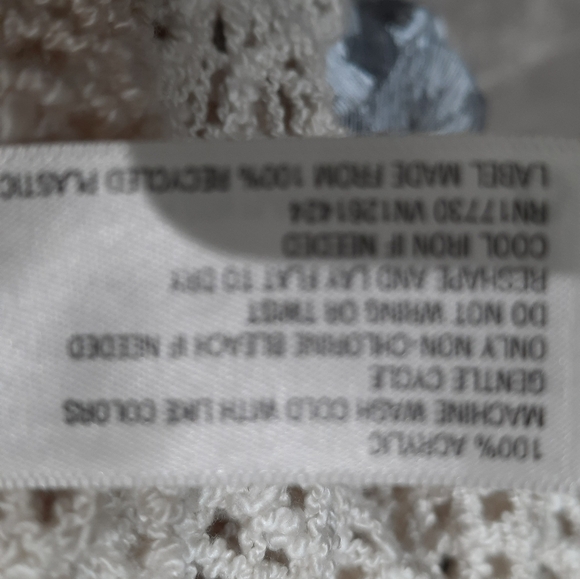 100% ACRYLIC
MACHINE WASH COLD WITH LIKE COLORS
GENTLE CYCLE
ONLY NON-CHLORINE BLEACH IF NEEDED
DO NOT WRING OR TWIST
RESHAPE AND LAY FLAT TO DRY
COOL IRON IF NEEDED
RN17730 VN1261424
LABEL MADE FROM 100% RECYCLED PLASTIC